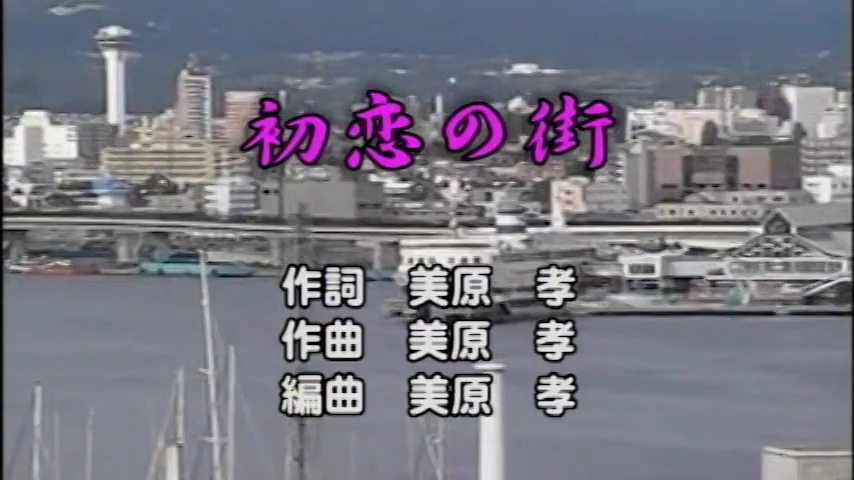 初恋の街
作詞　美原　孝
作曲　美原　孝
編曲　美原　孝